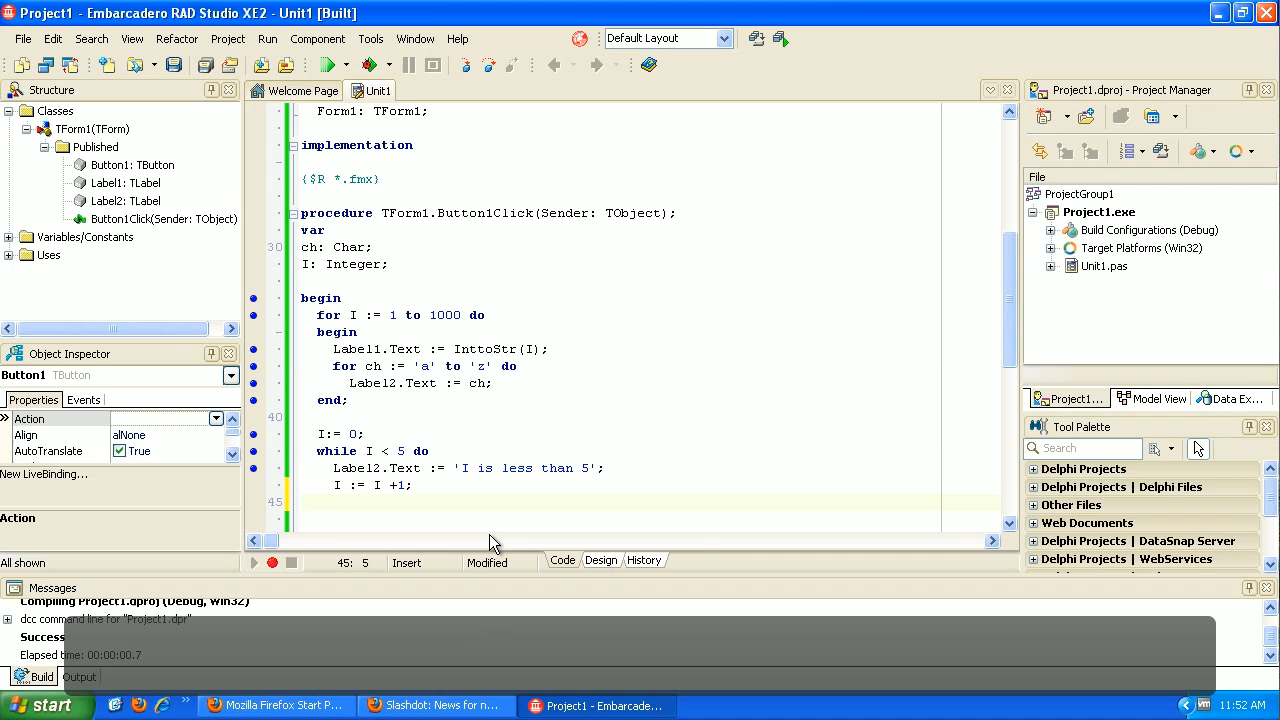 Project1 - Embarcadero RAD Studio XE2 - Unit1 [Built]
File Edit Search View Refactor Project Run Component Tools Window Help
Default Layout
Structure
Classes
TForm1(TForm)
Published
Button1: TButton
Label1: TLabel
Label2: TLabel
Button1Click(Sender: TObject)
Variables/Constants
Uses
Object Inspector
Button1 TButton
Properties Events
Action
Align alNone
AutoTranslate True
New LiveBinding...
Action
All shown
Welcome Page Unit1
Form1: TForm1;
implementation
{$R *.fmx}
procedure TForm1.Button1Click(Sender: TObject);
var
30 ch: Char;
I: Integer;
begin
for I := 1 to 1000 do
begin
Label1.Text := InttoStr(I);
for ch := 'a' to 'z' do
Label2.Text := ch;
end;
40
I:= 0;
while I < 5 do
Label2.Text := 'I is less than 5';
I := I +1;
45
45: 5 Insert Modified Code Design History
Project1.dproj - Project Manager
File
ProjectGroup1
Project1.exe
Build Configurations (Debug)
Target Platforms (Win32)
Unit1.pas
Project1... Model View Data Ex...
Tool Palette
Search
Delphi Projects
Delphi Projects | Delphi Files
Other Files
Web Documents
Delphi Projects | DataSnap Server
Delphi Projects | WebServices
Messages
Compiling Project1.dproj (Debug, Win32)
dcc command line for "Project1.dpr"
Success
Elapsed time: 00:00:00.7
Build Output
start Mozilla Firefox Start P... Slashdot: News for n... Project1 - Embarcade... 11:52 AM